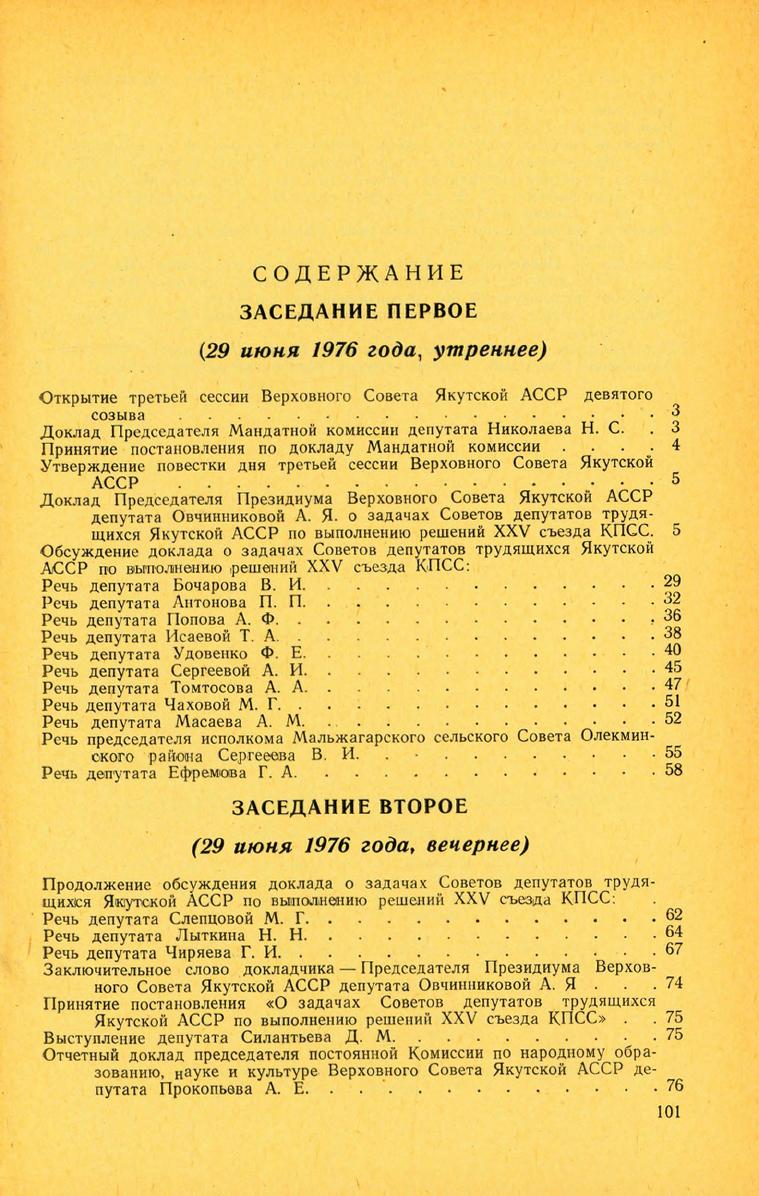 СОДЕРЖАНИЕ
ЗАСЕДАНИЕ ПЕРВОЕ
(29 июня 1976 года, утреннее)
Открытие третьей сессии Верховного Совета Якутской АССР девятого
созыва . . . . . . . . . . . . . . . . 3
Доклад Председателя Мандатной комиссии депутата Николаева Н. С. . 3
Принятие постановления по докладу Мандатной комиссии . . . . 4
Утверждение повестки дня третьей сессии Верховного Совета Якутской
АССР . . . . . . . . . . . . . . . . 5
Доклад Председателя Президиума Верховного Совета Якутской АССР
депутата Овчинниковой А. Я. о задачах Советов депутатов трудя-
щихся Якутской АССР по выполнению решений XXV съезда КПСС. 5
Обсуждение доклада о задачах Советов депутатов трудящихся Якутской
АССР по выполнению решений XXV съезда КПСС:
Речь депутата Бочарова В. И. . . . . . . . . . . . 29
Речь депутата Антонова П. П. . . . . . . . . . . . 32
Речь депутата Попова А. Ф. . . . . . . . . . . . . 36
Речь депутата Исаевой Т. А. . . . . . . . . . . . . 38
Речь депутата Удовенко Ф. Е. . . . . . . . . . . . 40
Речь депутата Сергеевой А. И. . . . . . . . . . . . 45
Речь депутата Томтосова А. А. . . . . . . . . . . . 47
Речь депутата Чаховой М. Г. . . . . . . . . . . . . 51
Речь депутата Масаева А. М. . . . . . . . . . . . 52
Речь председателя исполкома Мальжагарского сельского Совета Олекмин-
ского района Сергеева В. И. . . . . . . . . . . 55
Речь депутата Ефремова Г. А. . . . . . . . . . . . 58
ЗАСЕДАНИЕ ВТОРОЕ
(29 июня 1976 года, вечернее)
Продолжение обсуждения доклада о задачах Советов депутатов трудя-
щихся Якутской АССР по выполнению решений XXV съезда КПСС: .
Речь депутата Слепцовой М. Г. . . . . . . . . . . . 62
Речь депутата Лыткина Н. Н. . . . . . . . . . . . 64
Речь депутата Чиряева Г. И. . . . . . . . . . . . . 67
Заключительное слово докладчика — Председателя Президиума Верхов-
ного Совета Якутской АССР депутата Овчинниковой А. Я . . . 74
Принятие постановления «О задачах Советов депутатов трудящихся
Якутской АССР по выполнению решений XXV съезда КПСС» . . 75
Выступление депутата Силантьева Д. М. . . . . . . . . . 75
Отчетный доклад председателя постоянной Комиссии по народному обра-
зованию, науке и культуре Верховного Совета Якутской АССР де-
путата Прокопьева А. Е. . . . . . . . . . . . . 76
101